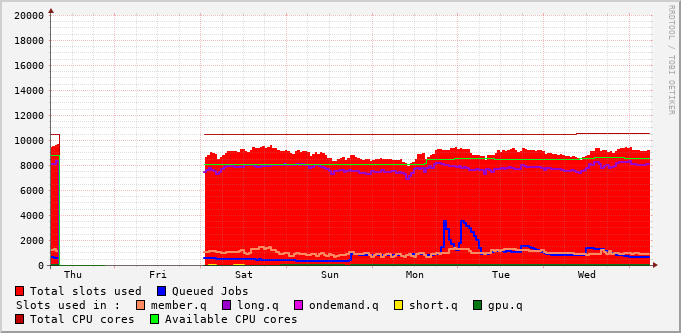 20000
18000
16000
14000
12000
10000
8000
6000
4000
2000
0
Thu Fri Sat Sun Mon Tue Wed
RRDTOOL / TOBI OETIKER
Total slots used Queued Jobs
Slots used in : member.q long.q ondemand.q short.q gpu.q
Total CPU cores Available CPU cores